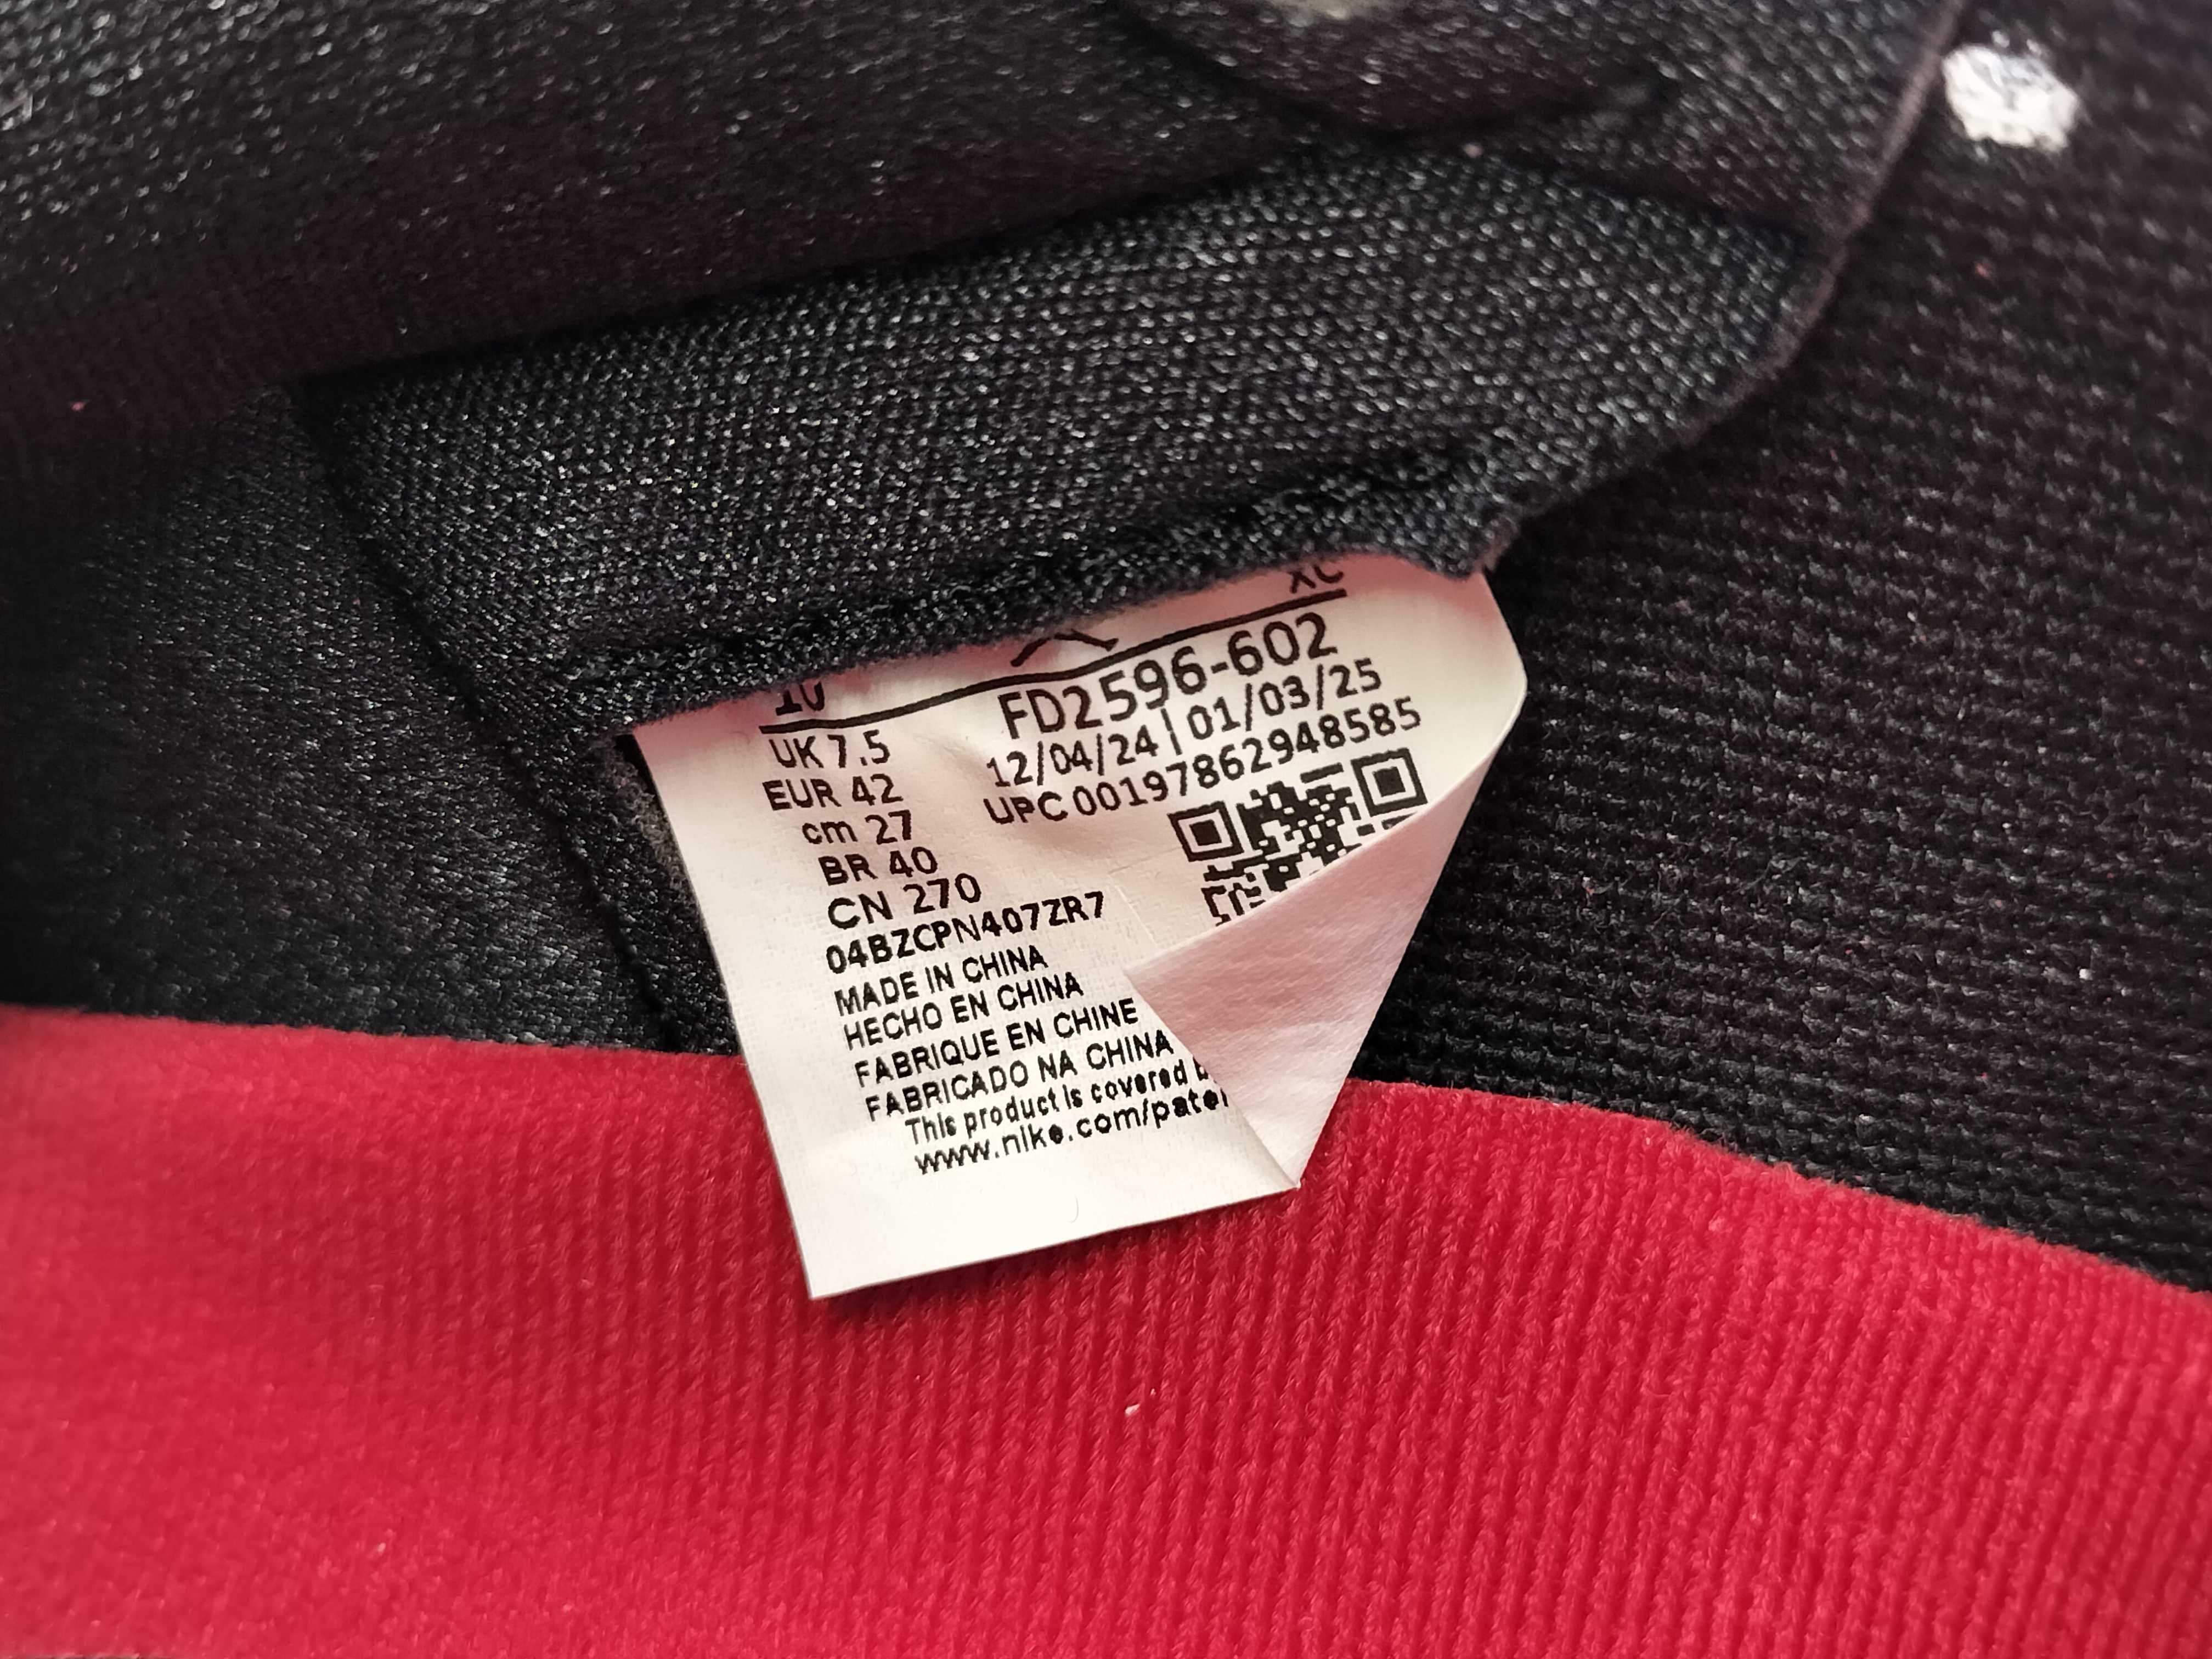 10
UK 7.5
EUR 42
cm 27
BR 40
CN 270
FD2596-602
12/04/24 | 01/03/25
UPC 00197862948585
04BZCPN407ZR7
MADE IN CHINA
HECHO EN CHINA
FABRIQUE EN CHINE
FABRICADO NA CHINA
This product is covered
www.nike.com/